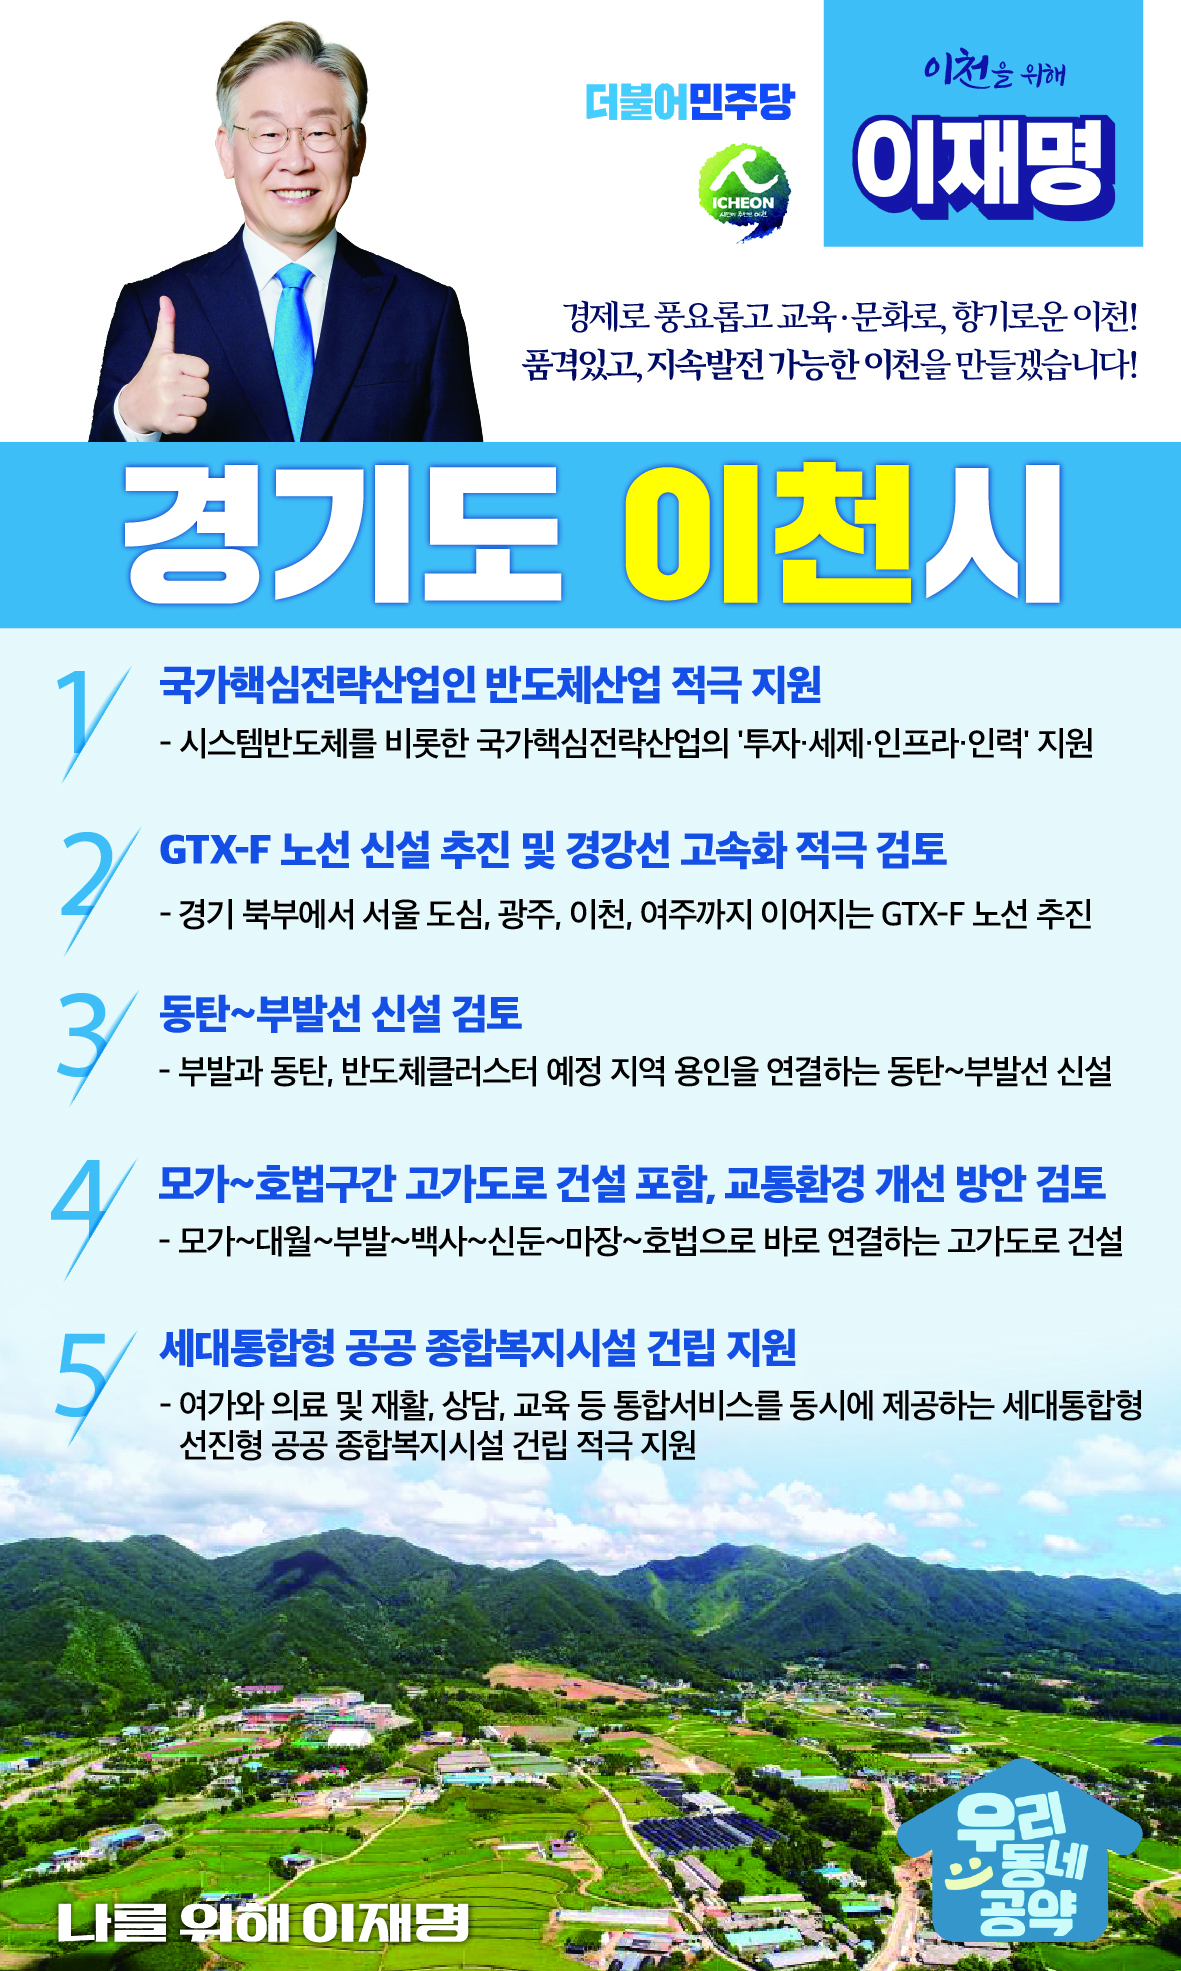 더불어민주당
ICHEON
이천을 위해
이재명
경제로 풍요롭고 교육·문화로, 향기로운 이천!
품격있고, 지속발전 가능한 이천을 만들겠습니다!
경기도 이천시
1
국가핵심전략산업인 반도체산업 적극 지원
- 시스템반도체를 비롯한 국가핵심전략산업의 '투자·세제·인프라·인력' 지원
2
GTX-F 노선 신설 추진 및 경강선 고속화 적극 검토
- 경기 북부에서 서울 도심, 광주, 이천, 여주까지 이어지는 GTX-F 노선 추진
3
동탄~부발선 신설 검토
- 부발과 동탄, 반도체클러스터 예정 지역 용인을 연결하는 동탄~부발선 신설
4
모가~호법구간 고가도로 건설 포함, 교통환경 개선 방안 검토
- 모가~대월~부발~백사~신둔~마장~호법으로 바로 연결하는 고가도로 건설
5
세대통합형 공공 종합복지시설 건립 지원
- 여가와 의료 및 재활, 상담, 교육 등 통합서비스를 동시에 제공하는 세대통합형
선진형 공공 종합복지시설 건립 적극 지원
우리
동네
공약
나를 위해 이재명